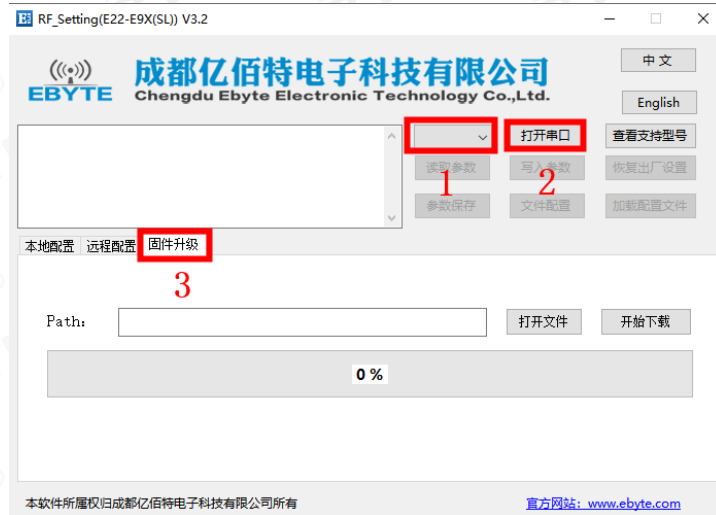 RF_Setting(E22-E9X(SL)) V3.2
((·))
EBYTE
成都亿佰特电子科技有限公司
Chengdu Ebyte Electronic Technology Co.,Ltd.
中文
English
打开串口
查看支持型号
读取参数
写入参数
恢复出厂设置
1
2
参数保存
文件配置
加载配置文件
本地配置
远程配置
固件升级
3
Path:
打开文件
开始下载
0 %
本软件所属权归成都亿佰特电子科技有限公司所有
官方网站：www.ebyte.com